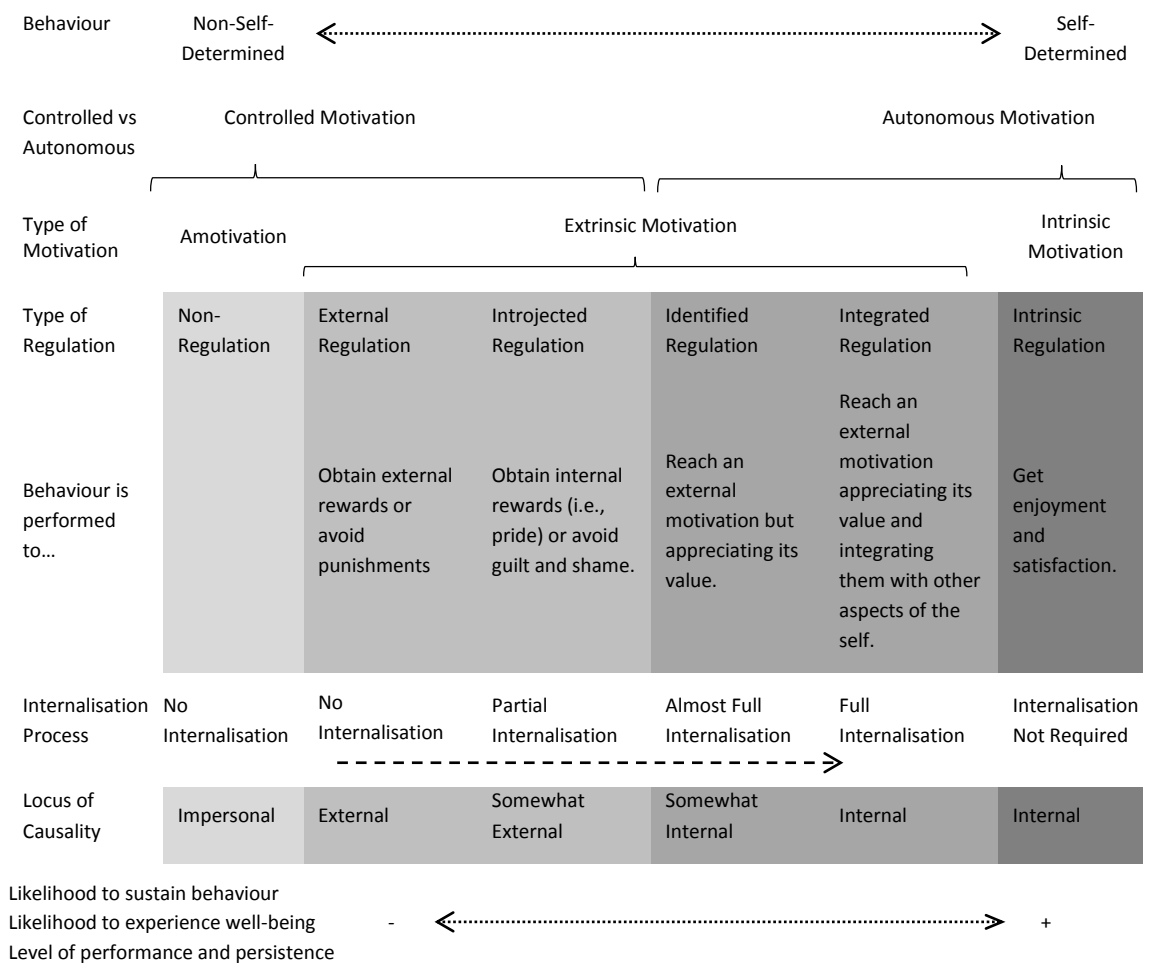 Behaviour
Non-Self-
Determined
Self-
Determined
Controlled vs
Autonomous
Controlled Motivation
Autonomous Motivation
Type of
Motivation
Amotivation
Extrinsic Motivation
Intrinsic
Motivation
Type of
Regulation
Non-
Regulation
External
Regulation
Introjected
Regulation
Identified
Regulation
Integrated
Regulation
Intrinsic
Regulation
Behaviour is
performed
to…
Obtain external
rewards or
avoid
punishments
Obtain internal
rewards (i.e.,
pride) or avoid
guilt and shame.
Reach an
external
motivation but
appreciating its
value.
Reach an
external
motivation
appreciating its
value and
integrating
them with other
aspects of the
self.
Get
enjoyment
and
satisfaction.
Internalisation
Process
No
Internalisation
No
Internalisation
Partial
Internalisation
Almost Full
Internalisation
Full
Internalisation
Internalisation
Not Required
Locus of
Causality
Impersonal
External
Somewhat
External
Somewhat
Internal
Internal
Internal
Likelihood to sustain behaviour
Likelihood to experience well-being
Level of performance and persistence
-
+